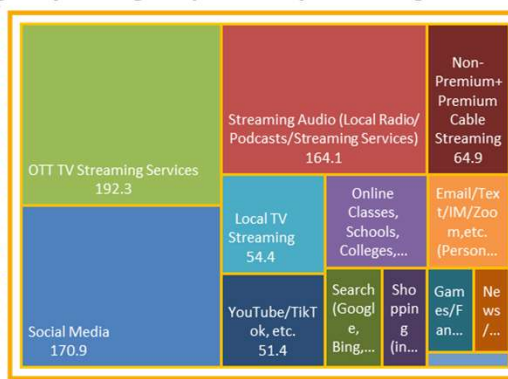 OTT TV Streaming Services
192.3
Social Media
170.9
Streaming Audio (Local Radio/
Podcasts/Streaming Services)
164.1
Non-
Premium+
Premium
Cable
Streaming
64.9
Local TV
Streaming
54.4
YouTube/TikT
ok, etc.
51.4
Online
Classes,
Schools,
Colleges,...
Email/Tex
t/IM/Zoo
m,etc.
(Person...
Search
(Googl
e,
Bing,...
Sho
ppin
g
(in...
Gam
es/F
an...
Ne
ws
/...